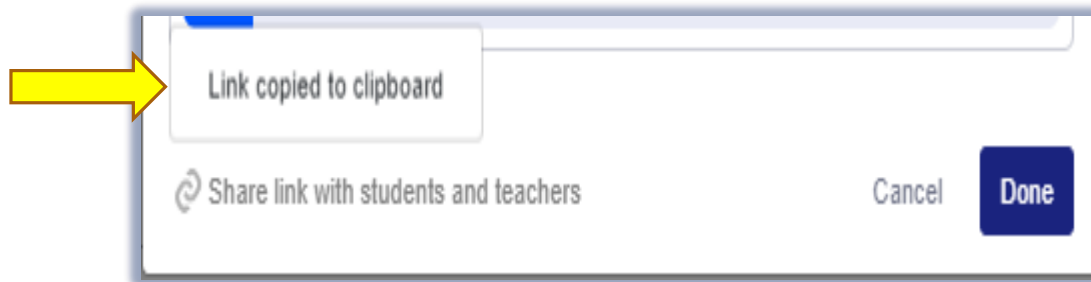 Link copied to clipboard
Share link with students and teachers
Cancel
Done